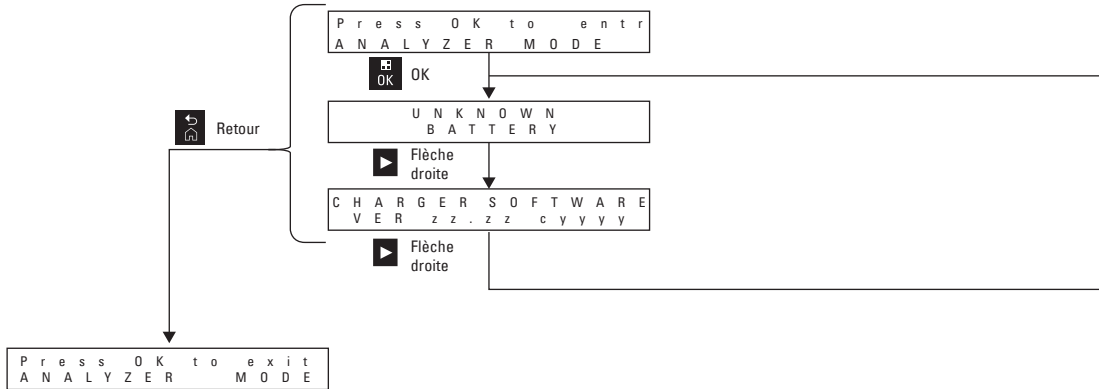 Press OK to entr
ANALYZER MODE
OK OK
UNKNOWN
BATTERY
Retour
Flèche
droite
CHARGER SOFTWARE
VER zz.zz cyyyy
Flèche
droite
Press OK to exit
ANALYZER MODE